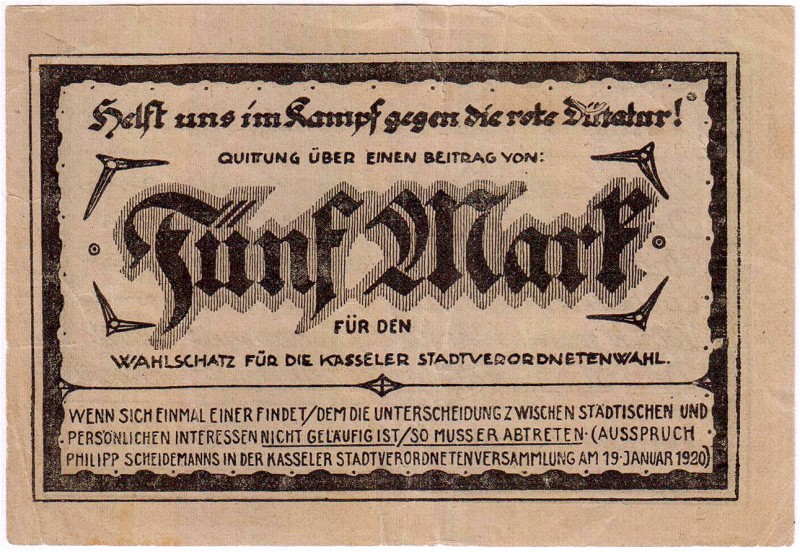 Helft uns im Kampf gegen die rote Diktatur!
QUITTUNG ÜBER EINEN BEITRAG VON:
Fünf Mark
FÜR DEN
WAHLSCHATZ FÜR DIE KASSELER STADTVERORDNETENWAHL.
WENN SICH EINMAL EINER FINDET/DEM DIE UNTERSCHEIDUNG ZWISCHEN STÄDTISCHEN UND
PERSÖNLICHEN INTERESSEN NICHT GELÄUFIG IST/SO MUSS ER ABTRETEN·(AUSSPRUCH
PHILIPP SCHEIDEMANNS IN DER KASSELER STADTVERORDNETENVERSAMMLUNG AM 19·JANUAR 1920)